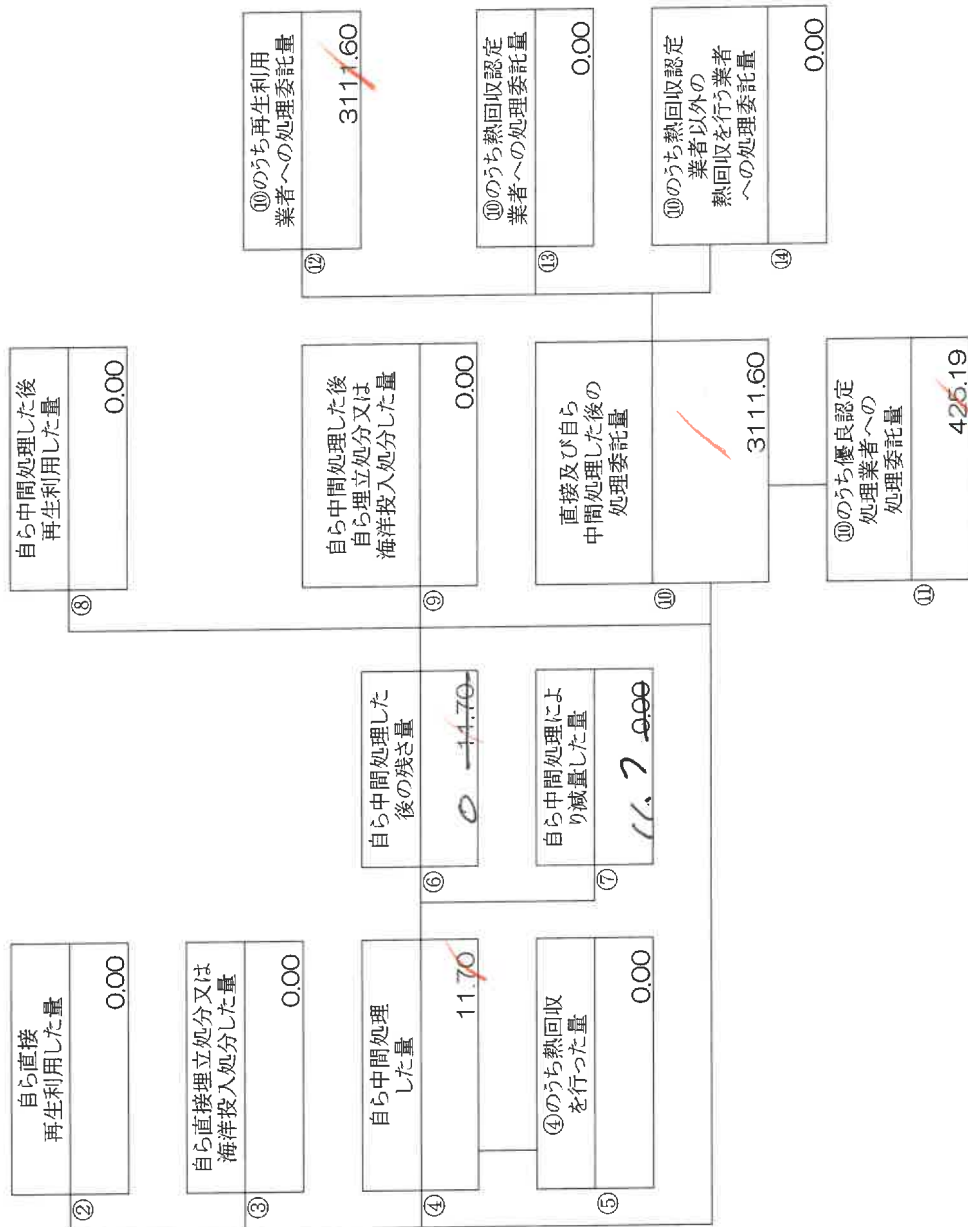 ②
自ら直接
再生利用した量
0.00
③
自ら直接埋立処分又は
海洋投入処分した量
0.00
④
自ら中間処理
した量
11.70
⑤
④のうち熱回収
を行った量
0.00
⑥
自ら中間処理した
後の残さ量
0 11.70
⑦
自ら中間処理によ
り減量した量
11.7 0.00
⑧
自ら中間処理した後
再生利用した量
0.00
⑨
自ら中間処理した後
自ら埋立処分又は
海洋投入処分した量
0.00
⑩
直接及び自ら
中間処理した後の
処理委託量
3111.60
⑪
⑩のうち優良認定
処理業者への
処理委託量
425.19
⑫
⑩のうち再生利用
業者への処理委託量
3111.60
⑬
⑩のうち熱回収認定
業者への処理委託量
0.00
⑭
⑩のうち熱回収認定
業者以外の
熱回収を行う業者
への処理委託量
0.00